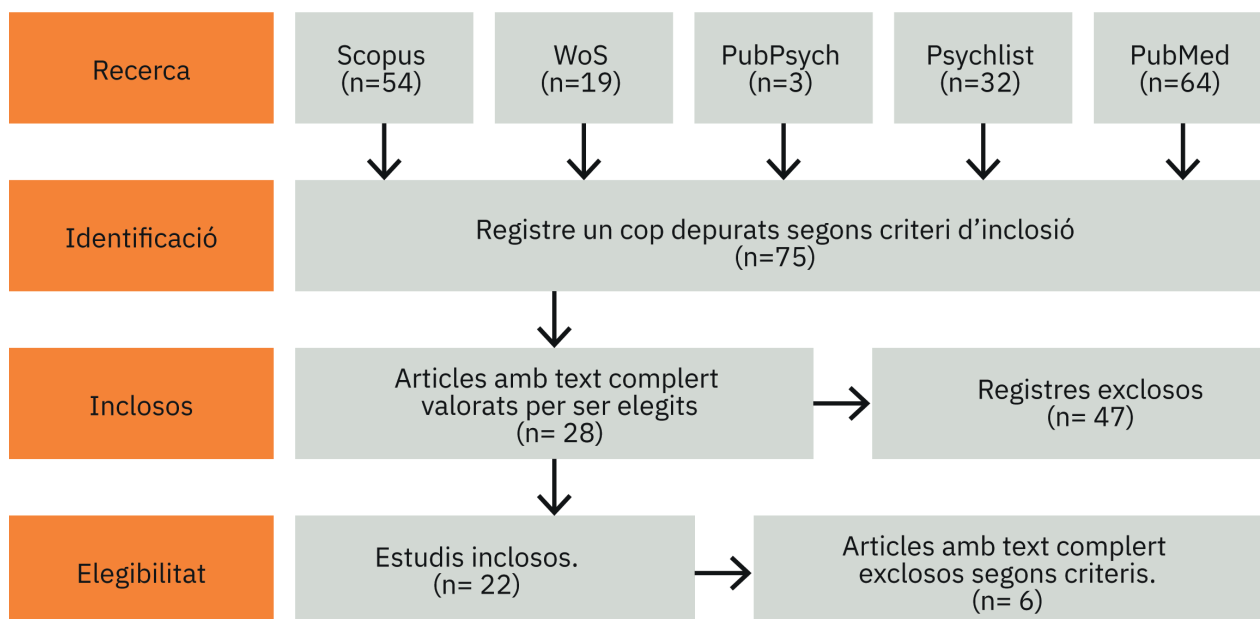 Recerca
Scopus
(n=54)
WoS
(n=19)
PubPsych
(n=3)
Psychlist
(n=32)
PubMed
(n=64)
Identificació
Registre un cop depurats segons criteri d’inclosió
(n=75)
Inclosos
Articles amb text complert
valorats per ser elegits
(n= 28)
Registres exclosos
(n= 47)
Elegibilitat
Estudis inclosos.
(n= 22)
Articles amb text complert
exclosos segons criteris.
(n= 6)